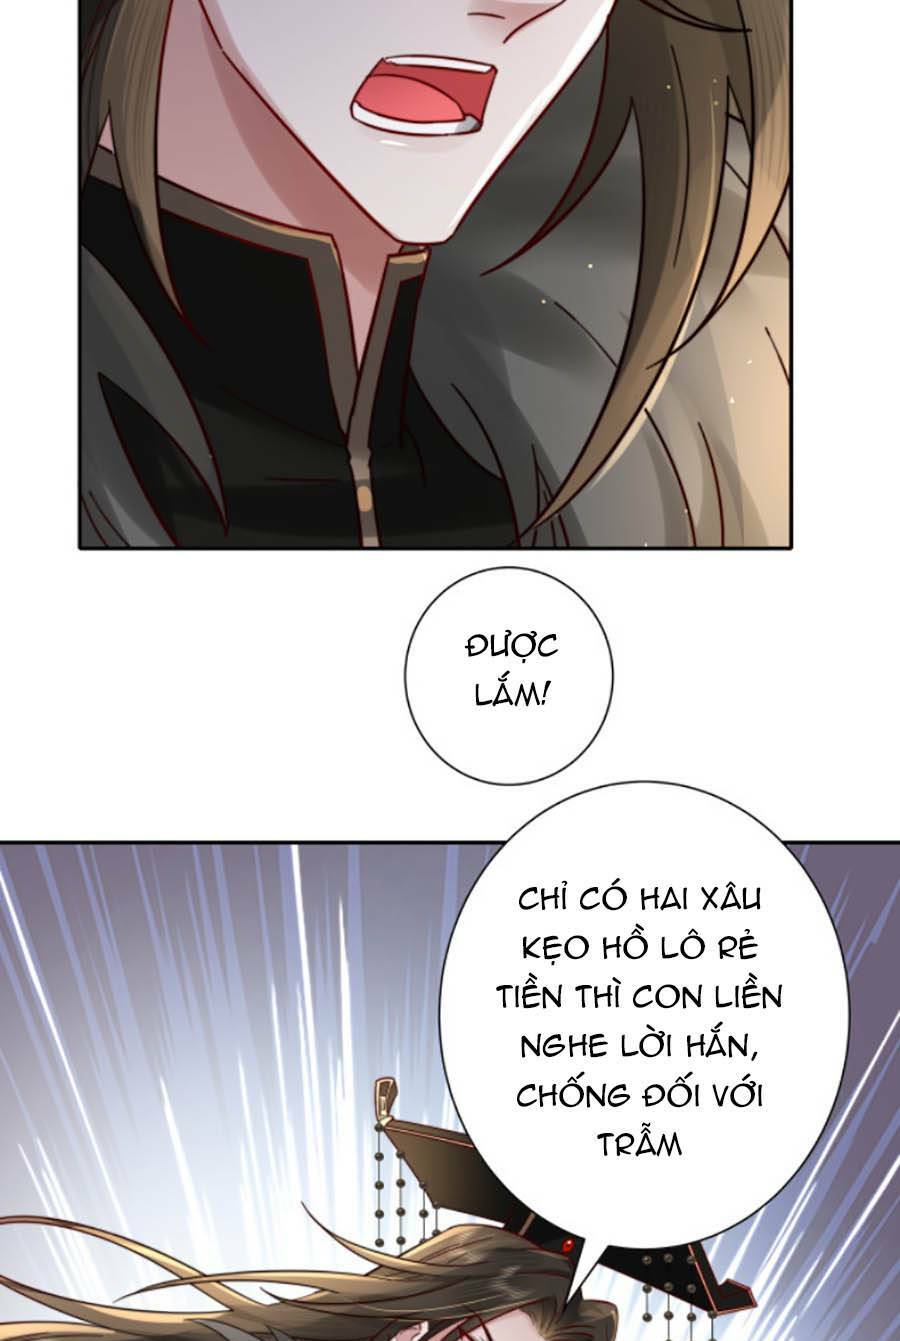 ĐƯỢC
LẮM!
CHỈ CÓ HAI XÂU
KẸO HỒ LÔ RẺ
TIỀN THÌ CON LIỀN
NGHE LỜI HẮN,
CHỐNG ĐỐI VỚI
TRẪM